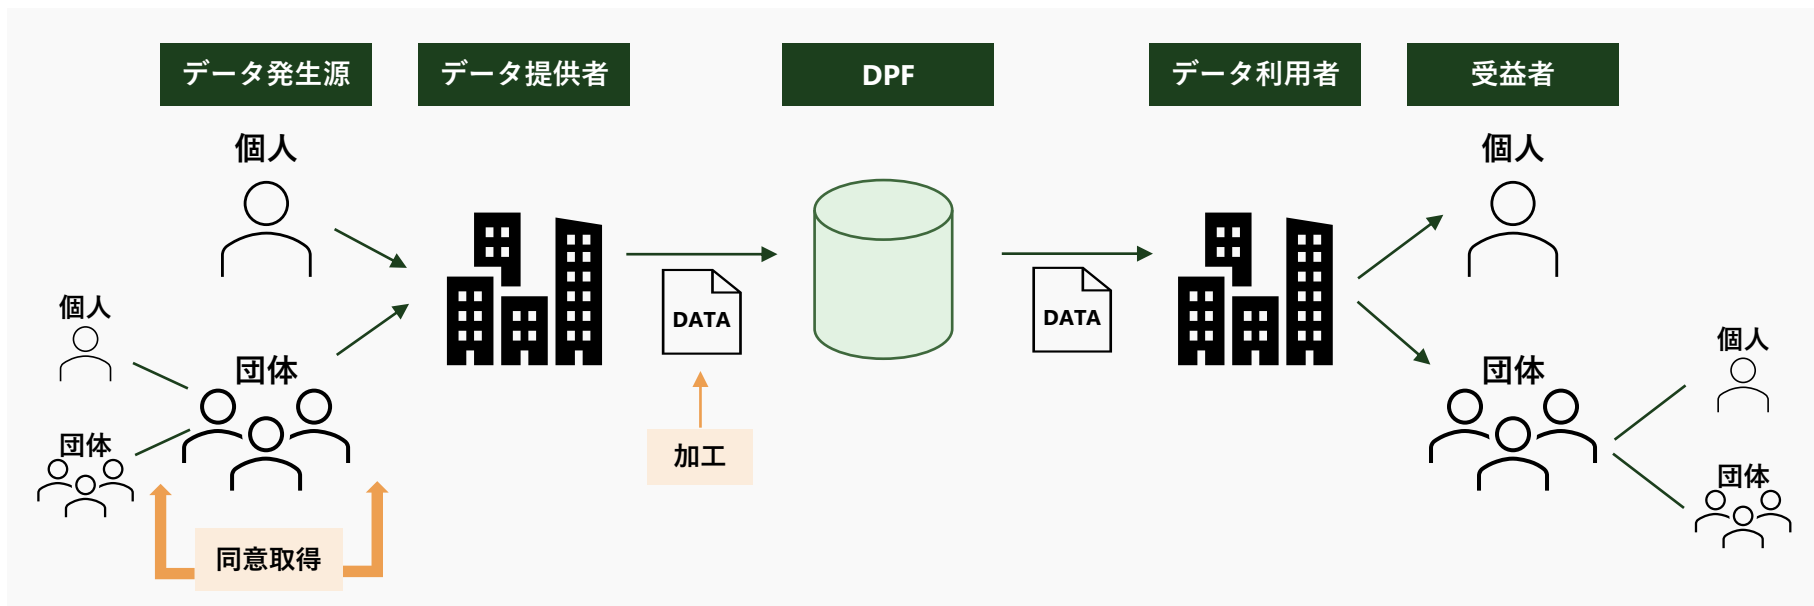 データ発生源
データ提供者
DPF
データ利用者
受益者
個人
個人
団体
団体
同意取得
DATA
加工
DATA
個人
団体
個人
団体